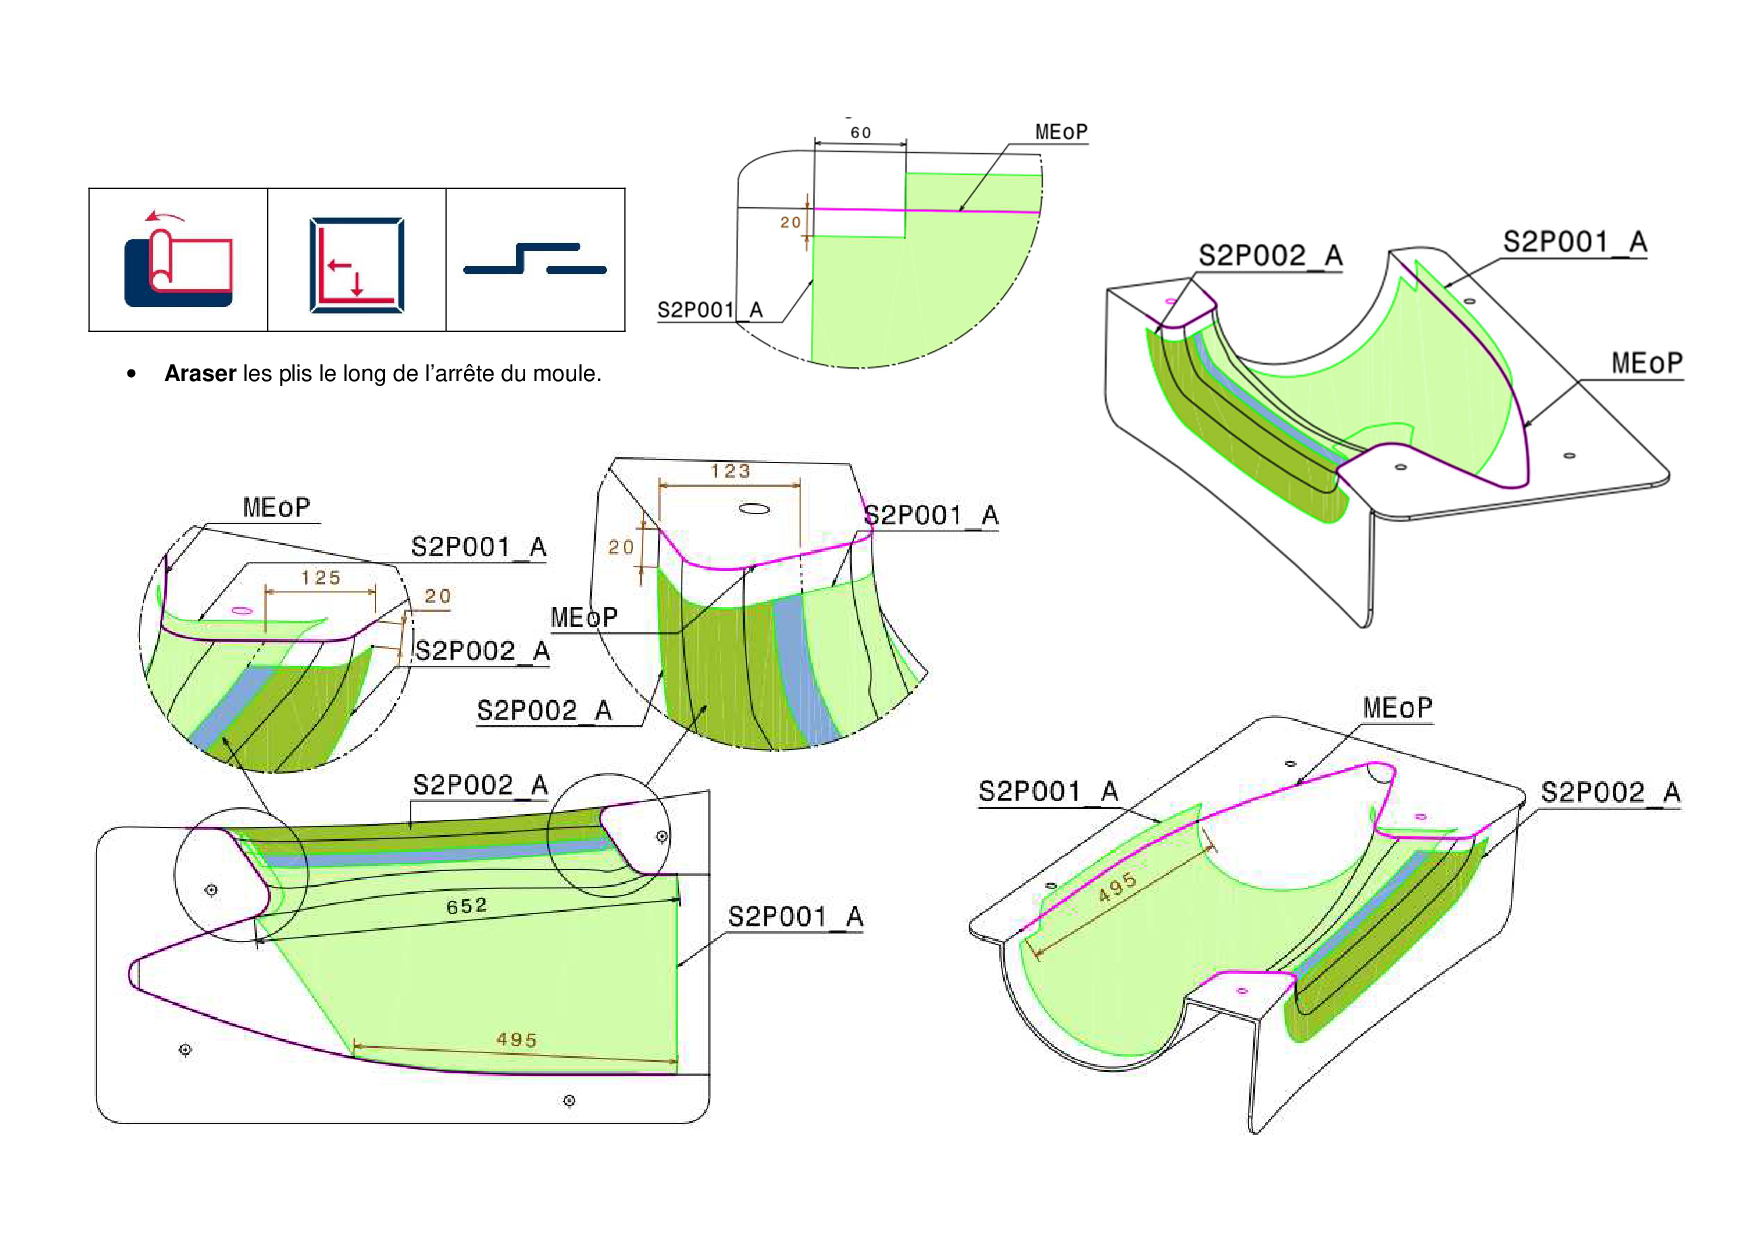 60
MEoP
20
S2P001_A
• Araser les plis le long de l’arrête du moule.
S2P002_A
S2P001_A
MEoP
MEoP
S2P001_A
125
20
S2P002_A
123
S2P001_A
20
MEoP
S2P002_A
S2P002_A
652
S2P001_A
495
MEoP
S2P001_A
S2P002_A
495